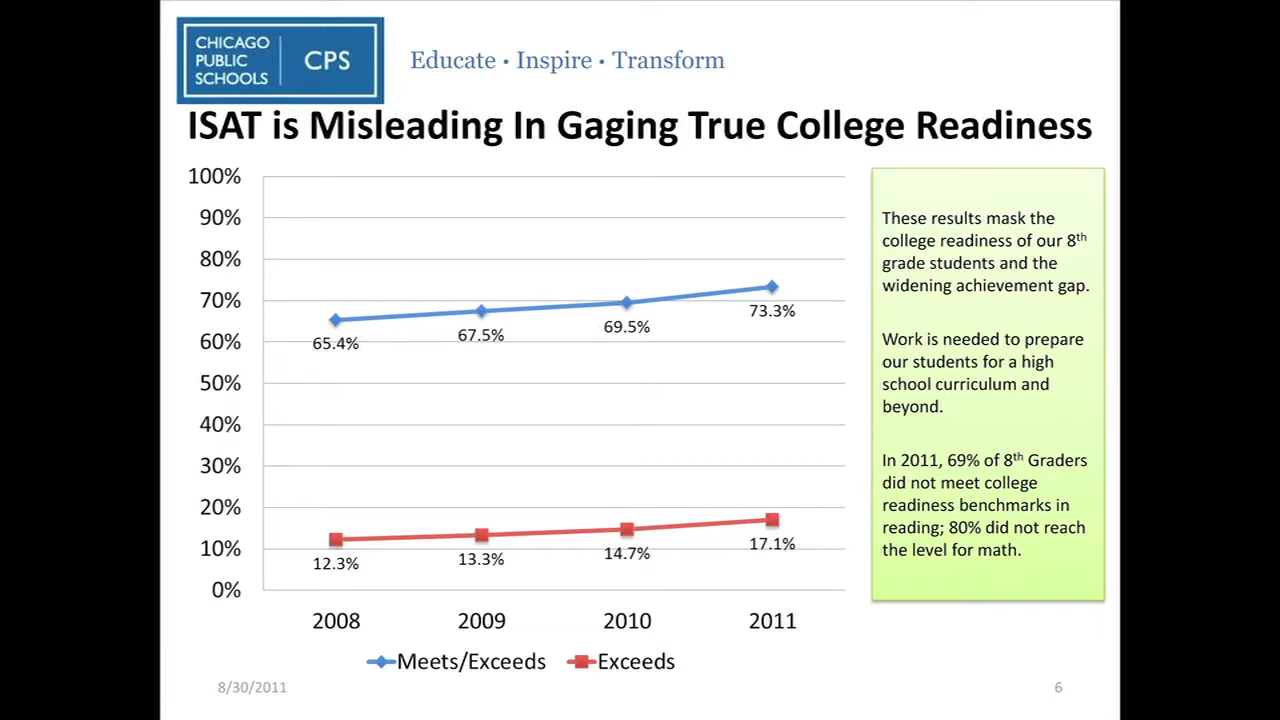 CHICAGO
PUBLIC
SCHOOLS
CPS
Educate • Inspire • Transform
ISAT is Misleading In Gaging True College Readiness
100%
90%
80%
70%
60%
50%
40%
30%
20%
10%
0%
65.4%
67.5%
69.5%
73.3%
12.3%
13.3%
14.7%
17.1%
2008
2009
2010
2011
Meets/Exceeds
Exceeds
These results mask the
college readiness of our 8th
grade students and the
widening achievement gap.
Work is needed to prepare
our students for a high
school curriculum and
beyond.
In 2011, 69% of 8th Graders
did not meet college
readiness benchmarks in
reading; 80% did not reach
the level for math.
8/30/2011
6